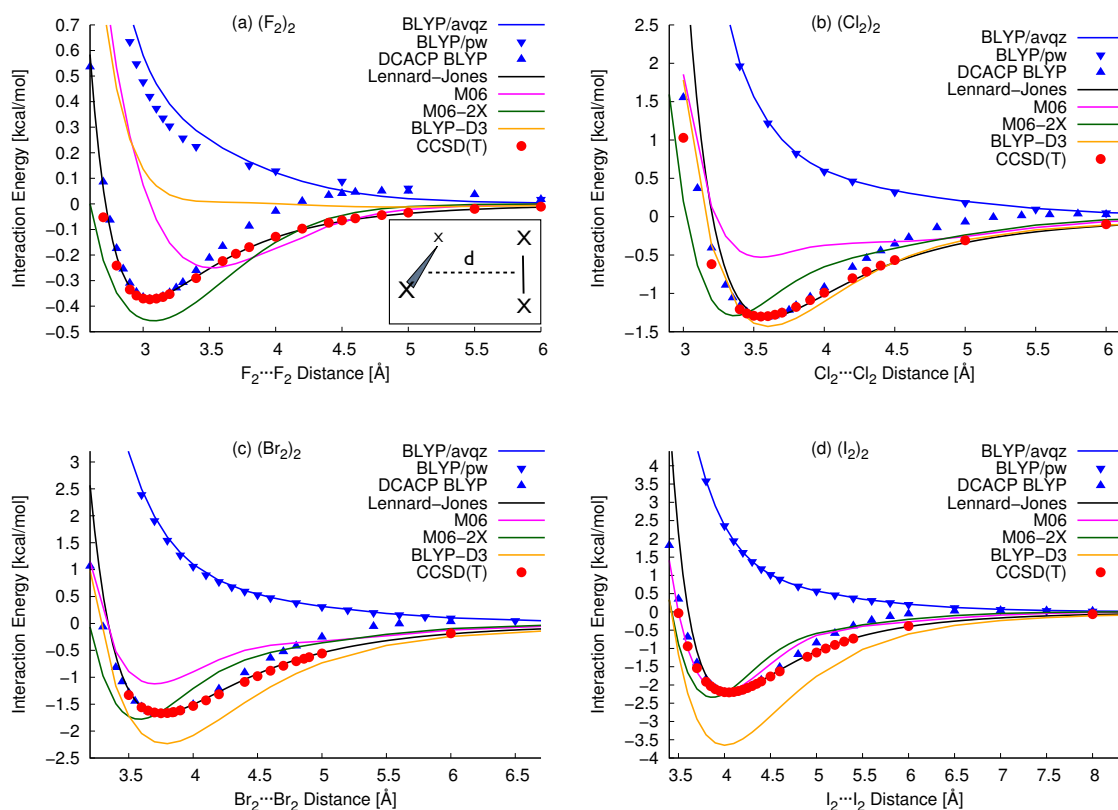 (a) (F₂)₂
BLYP/avqz
BLYP/pw
DCACP BLYP
Lennard−Jones
M06
M06−2X
BLYP−D3
CCSD(T)
Interaction Energy [kcal/mol]
0.7
0.6
0.5
0.4
0.3
0.2
0.1
0
−0.1
−0.2
−0.3
−0.4
−0.5
x
X
d
X
X
3 3.5 4 4.5 5 5.5 6
F₂···F₂ Distance [Å]
(b) (Cl₂)₂
BLYP/avqz
BLYP/pw
DCACP BLYP
Lennard−Jones
M06
M06−2X
BLYP−D3
CCSD(T)
Interaction Energy [kcal/mol]
2.5
2
1.5
1
0.5
0
−0.5
−1
−1.5
3 3.5 4 4.5 5 5.5 6
Cl₂···Cl₂ Distance [Å]
(c) (Br₂)₂
BLYP/avqz
BLYP/pw
DCACP BLYP
Lennard−Jones
M06
M06−2X
BLYP−D3
CCSD(T)
Interaction Energy [kcal/mol]
3
2.5
2
1.5
1
0.5
0
−0.5
−1
−1.5
−2
−2.5
3.5 4 4.5 5 5.5 6 6.5
Br₂···Br₂ Distance [Å]
(d) (I₂)₂
BLYP/avqz
BLYP/pw
DCACP BLYP
Lennard−Jones
M06
M06−2X
BLYP−D3
CCSD(T)
Interaction Energy [kcal/mol]
4
3.5
3
2.5
2
1.5
1
0.5
0
−0.5
−1
−1.5
−2
−2.5
−3
−3.5
−4
3.5 4 4.5 5 5.5 6 6.5 7 7.5 8
I₂···I₂ Distance [Å]